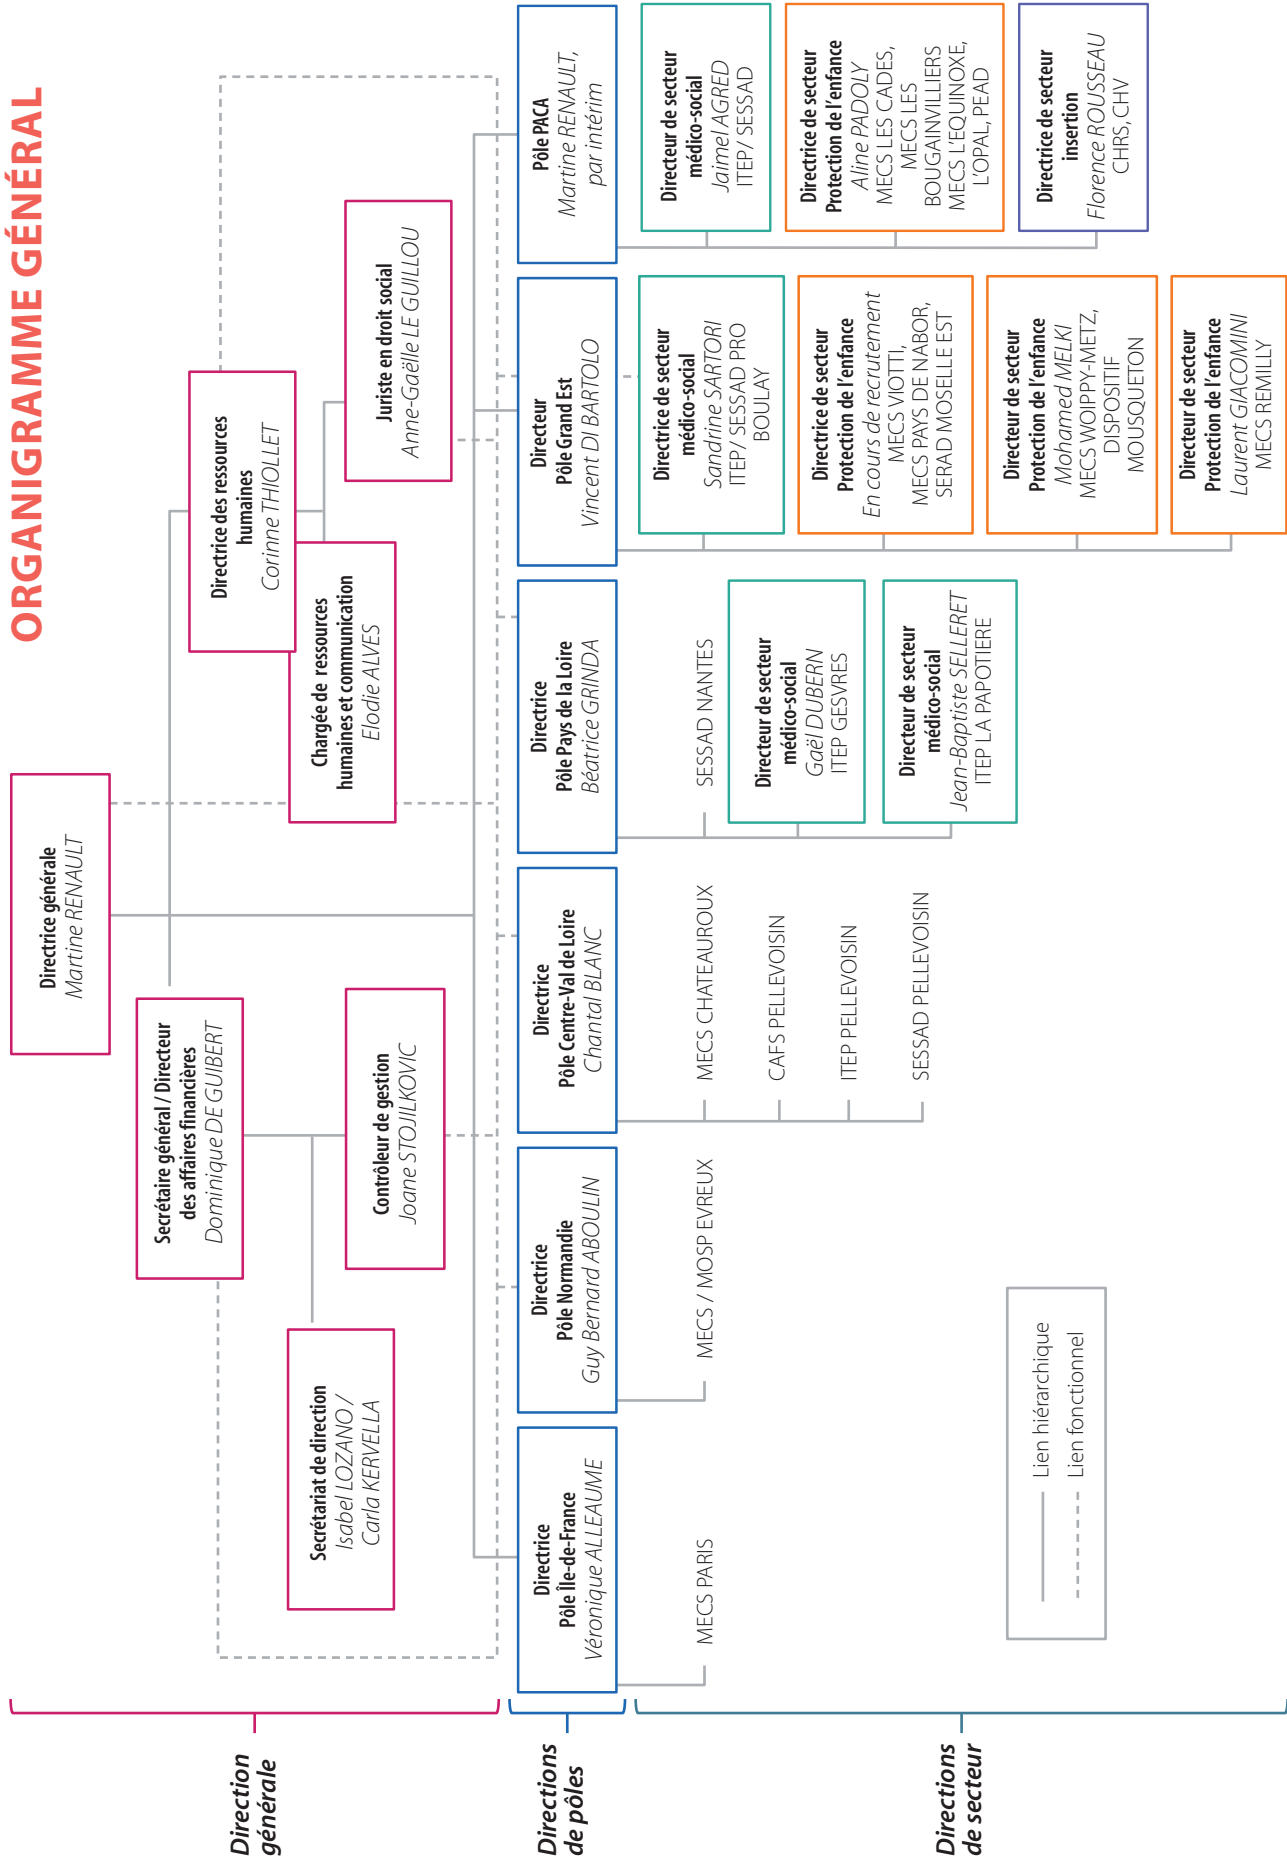 ORGANIGRAMME GÉNÉRAL
Direction
générale
Directrice générale
Martine RENAULT
Secrétaire général / Directeur
des affaires financières
Dominique DE GUIBERT
Directrice des ressources
humaines
Corinne THIOLLET
Secrétariat de direction
Isabel LOZANO /
Carla KERVELLA
Contrôleur de gestion
Joane STOJILKOVIC
Chargée de ressources
humaines et communication
Elodie ALVES
Juriste en droit social
Anne-Gaëlle LE GUILLOU
Directions
de pôles
Directrice
Pôle Île-de-France
Véronique ALLEAUME
Directrice
Pôle Normandie
Guy Bernard ABOULIN
Directrice
Pôle Centre-Val de Loire
Chantal BLANC
Directrice
Pôle Pays de la Loire
Béatrice GRINDA
Directeur
Pôle Grand Est
Vincent DI BARTOLO
Pôle PACA
Martine RENAULT,
par intérim
Directions
de secteur
MECS PARIS
MECS / MOSP EVREUX
MECS CHATEAUROUX
CAFS PELLEVOISIN
ITEP PELLEVOISIN
SESSAD PELLEVOISIN
SESSAD NANTES
Directeur de secteur
médico-social
Gaël DUBERN
ITEP GESVRES
Directeur de secteur
médico-social
Jean-Baptiste SELLERET
ITEP LA PAPOTIERE
Directrice de secteur
médico-social
Sandrine SARTORI
ITEP/ SESSAD PRO
BOULAY
Directrice de secteur
Protection de l'enfance
En cours de recrutement
MECS VIOTTI,
MECS PAYS DE NABOR,
SERAD MOSELLE EST
Directeur de secteur
Protection de l'enfance
Mohamed MELKI
MECS WOIPPY-METZ,
DISPOSITIF
MOUSQUETON
Directeur de secteur
Protection de l'enfance
Laurent GIACOMINI
MECS REMILLY
Directeur de secteur
médico-social
Jaimel AGRED
ITEP/ SESSAD
Directrice de secteur
Protection de l'enfance
Aline PADOLY
MECS LES CADES,
MECS LES
BOUGAINVILLIERS
MECS L'EQUINOXE,
L'OPAL, PEAD
Directrice de secteur
insertion
Florence ROUSSEAU
CHRS, CHV
Lien hiérarchique
Lien fonctionnel